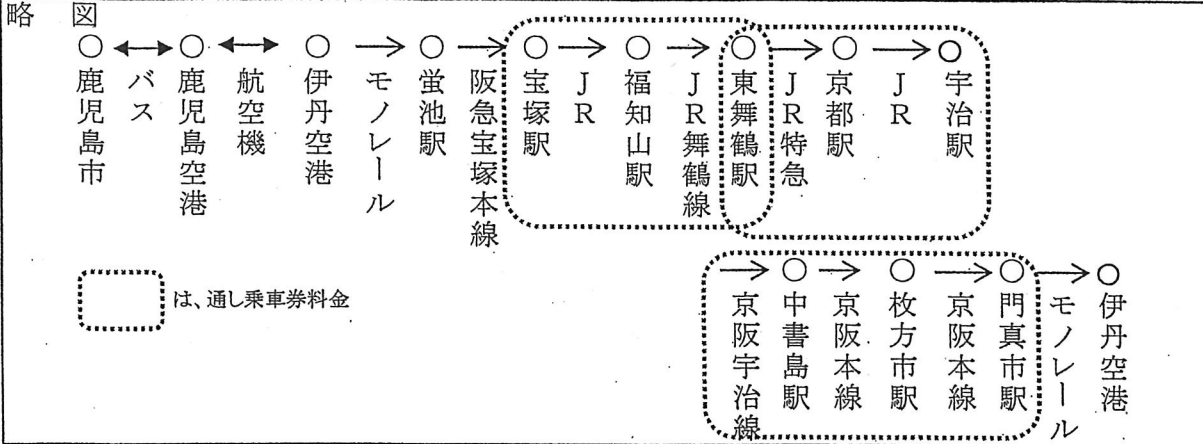 略図
鹿児島市
バス
鹿児島空港
航空機
伊丹空港
モノレール
蛍池駅
阪急宝塚本線
宝塚駅
JR
福知山駅
JR舞鶴線
東舞鶴駅
JR特急
京都駅
JR
宇治駅
京阪宇治線
中書島駅
京阪本線
枚方市駅
京阪本線
門真市駅
モノレール
伊丹空港
は、通し乗車券料金